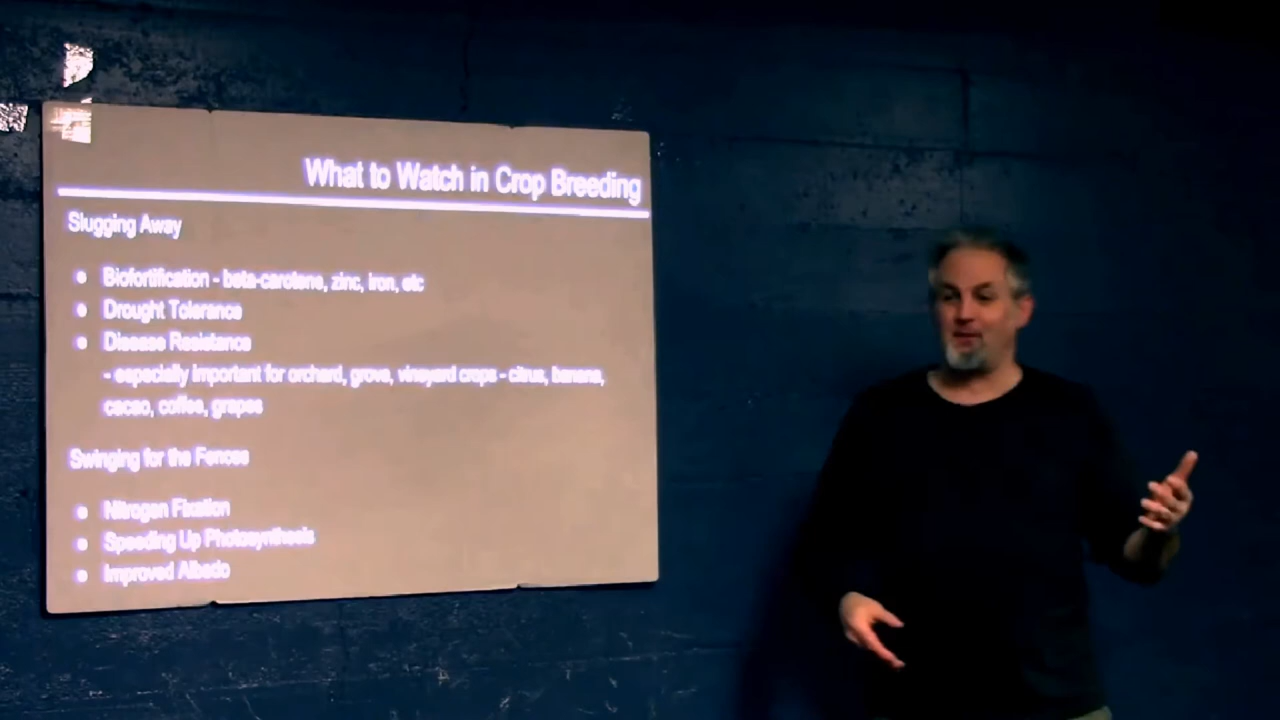 What to Watch in Crop Breeding
Slugging Away
• Biofortification - beta-carotene, zinc, iron, etc
• Drought Tolerance
• Disease Resistance
- especially important for orchard, grove, vineyard crops - citrus, banana,
cacao, coffee, grapes
Swinging for the Fences
• Nitrogen Fixation
• Speeding Up Photosynthesis
• Improved Albedo